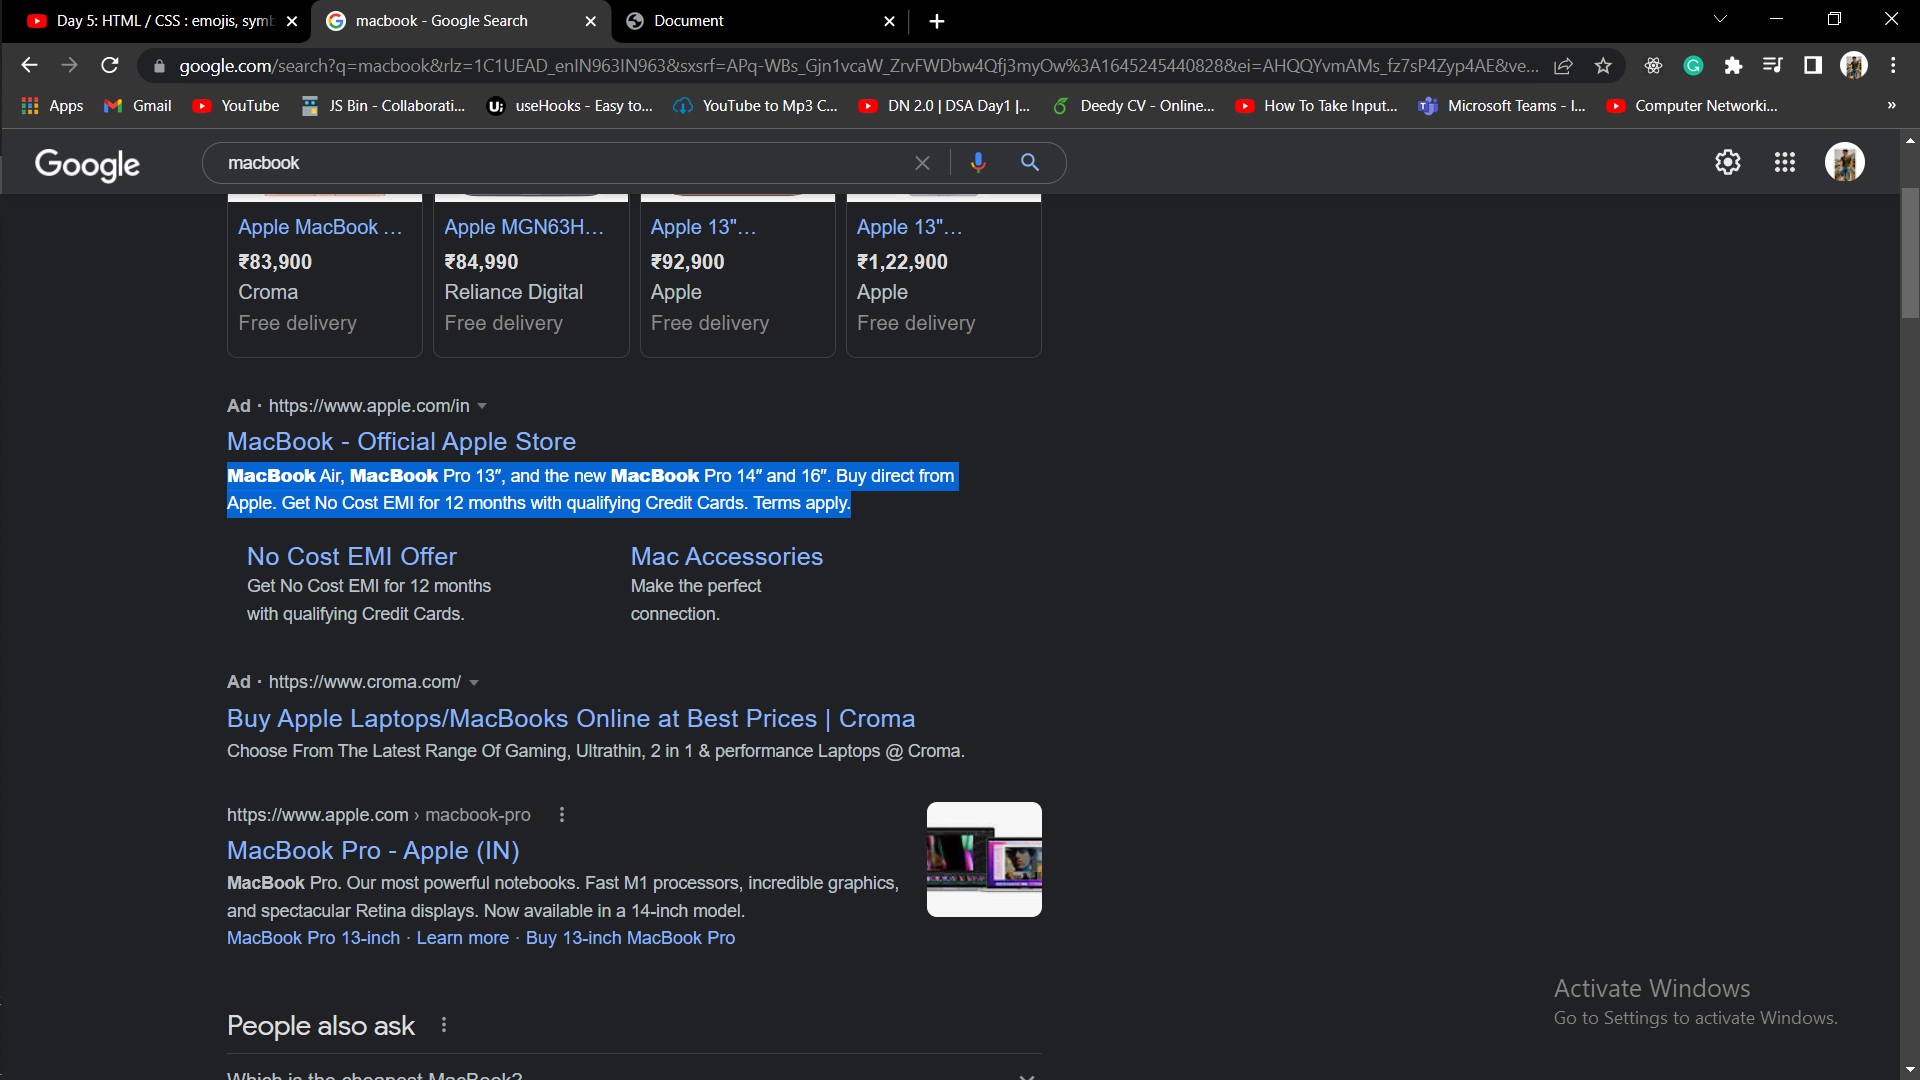 Day 5: HTML / CSS : emojis, symb
macbook - Google Search
Document
google.com/search?q=macbook&rlz=1C1UEAD_enIN963IN963&sxsrf=APq-WBs_Gjn1vcaW_ZrvFWDbw4Qfj3myOw%3A1645245440828&ei=AHQQYvmAMs_fz7sP4Zyp4AE&ve...
Apps
Gmail
YouTube
JS Bin - Collaborati...
useHooks - Easy to...
YouTube to Mp3 C...
DN 2.0 | DSA Day1 |...
Deedy CV - Online...
How To Take Input...
Microsoft Teams - I...
Computer Networki...
»
Google
macbook
Apple MacBook ...
₹83,900
Croma
Free delivery
Apple MGN63H...
₹84,990
Reliance Digital
Free delivery
Apple 13"...
₹92,900
Apple
Free delivery
Apple 13"...
₹1,22,900
Apple
Free delivery
Ad · https://www.apple.com/in
MacBook - Official Apple Store
MacBook Air, MacBook Pro 13″, and the new MacBook Pro 14″ and 16″. Buy direct from
Apple. Get No Cost EMI for 12 months with qualifying Credit Cards. Terms apply.
No Cost EMI Offer
Get No Cost EMI for 12 months
with qualifying Credit Cards.
Mac Accessories
Make the perfect
connection.
Ad · https://www.croma.com/
Buy Apple Laptops/MacBooks Online at Best Prices | Croma
Choose From The Latest Range Of Gaming, Ultrathin, 2 in 1 & performance Laptops @ Croma.
https://www.apple.com › macbook-pro
MacBook Pro - Apple (IN)
MacBook Pro. Our most powerful notebooks. Fast M1 processors, incredible graphics,
and spectacular Retina displays. Now available in a 14-inch model.
MacBook Pro 13-inch · Learn more · Buy 13-inch MacBook Pro
People also ask
Which is the cheapest MacBook?
Activate Windows
Go to Settings to activate Windows.